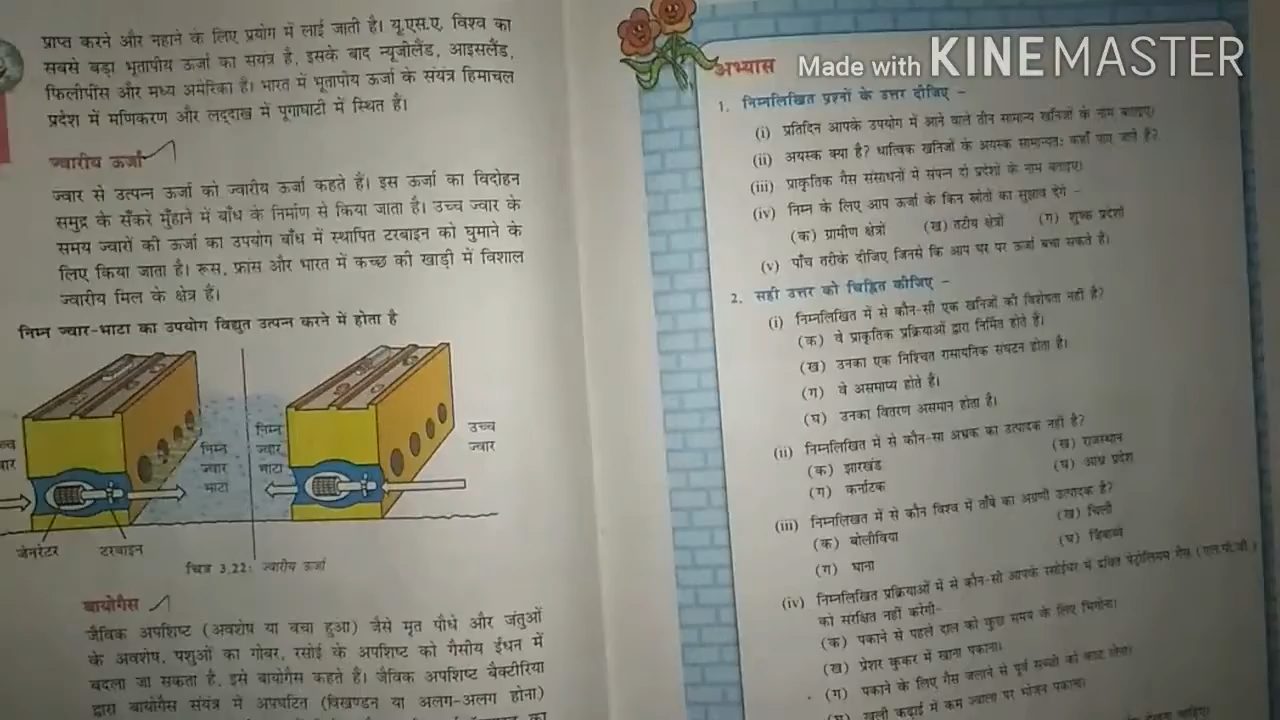 प्राप्त करने और नहाने के लिए प्रयोग में लाई जाती है। यू.एस.ए. विश्व का
सबसे बड़ा भूतापीय ऊर्जा का सयंत्र है, इसके बाद न्यूजीलैंड, आइसलैंड,
फिलीपींस और मध्य अमेरिका हैं। भारत में भूतापीय ऊर्जा के संयंत्र हिमाचल
प्रदेश में मणिकरण और लद्दाख में पूगाघाटी में स्थित हैं।
ज्वारीय ऊर्जा
ज्वार से उत्पन्न ऊर्जा को ज्वारीय ऊर्जा कहते हैं। इस ऊर्जा का विदोहन
समुद्र के सँकरे मुँहाने में बाँध के निर्माण से किया जाता है। उच्च ज्वार के
समय ज्वारों की ऊर्जा का उपयोग बाँध में स्थापित टरबाइन को घुमाने के
लिए किया जाता है। रूस, फ्रांस और भारत में कच्छ की खाड़ी में विशाल
ज्वारीय मिल के क्षेत्र हैं।
निम्न ज्वार-भाटा का उपयोग विद्युत उत्पन्न करने में होता है
निम्न
ज्वार
भाटा
निम्न
ज्वार
भाटा
उच्च
ज्वार
जेनरेटर
टरबाइन
चित्र 3.22: ज्वारीय ऊर्जा
बायोगैस
जैविक अपशिष्ट (अवशेष या बचा हुआ) जैसे मृत पौधे और जंतुओं
के अवशेष, पशुओं का गोबर, रसोई के अपशिष्ट को गैसीय ईंधन में
बदला जा सकता है, इसे बायोगैस कहते हैं। जैविक अपशिष्ट बैक्टीरिया
द्वारा बायोगैस संयंत्र में अपघटित (विखण्डन या अलग-अलग होना)
Made with KINEMASTER
अभ्यास
1. निम्नलिखित प्रश्नों के उत्तर दीजिए –
(i) प्रतिदिन आपके उपयोग में आने वाले तीन सामान्य खनिजों के नाम बताइए।
(ii) अयस्क क्या है? धात्विक खनिजों के अयस्क सामान्यतः कहाँ पाए जाते हैं?
(iii) प्राकृतिक गैस संसाधनों में संपन्न दो प्रदेशों के नाम बताइए।
(iv) निम्न के लिए आप ऊर्जा के किन स्रोतों का सुझाव देंगे –
(क) ग्रामीण क्षेत्रों (ख) तटीय क्षेत्रों (ग) शुष्क प्रदेशों
(v) पाँच तरीके दीजिए जिनसे कि आप घर पर ऊर्जा बचा सकते हैं।
2. सही उत्तर को चिह्नित कीजिए –
(i) निम्नलिखित में से कौन-सी एक खनिजों की विशेषता नहीं है?
(क) वे प्राकृतिक प्रक्रियाओं द्वारा निर्मित होते हैं।
(ख) उनका एक निश्चित रासायनिक संघटन होता है।
(ग) वे असमाप्य होते हैं।
(घ) उनका वितरण असमान होता है।
(ii) निम्नलिखित में से कौन-सा अभ्रक का उत्पादक नहीं है?
(क) झारखंड (ख) राजस्थान
(ग) कर्नाटक (घ) आंध्र प्रदेश
(iii) निम्नलिखत में से कौन विश्व में ताँबे का अग्रणी उत्पादक है?
(क) बोलीविया (ख) चिली
(ग) घाना (घ) जिंबाब्वे
(iv) निम्नलिखित प्रक्रियाओं में से कौन-सी आपके रसोईघर में द्रवित पेट्रोलियम गैस (एल.पी.जी.)
को संरक्षित नहीं करेगी-
(क) पकाने से पहले दाल को कुछ समय के लिए भिगोना।
(ख) प्रेशर कुकर में खाना पकाना।
(ग) पकाने के लिए गैस जलाने से पूर्व सब्जी को काट लेना।
(घ) खुली कढ़ाई में कम ज्वाला पर भोजन पकाना।